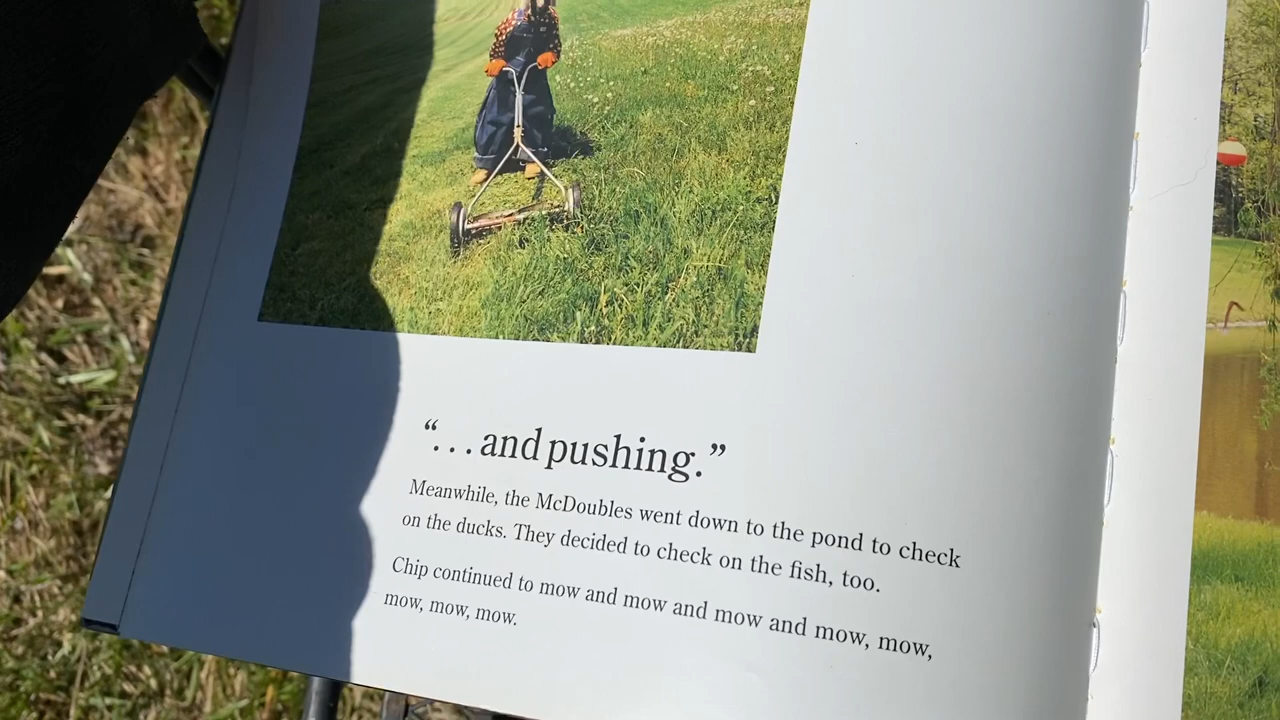 “. . . and pushing.”
Meanwhile, the McDoubles went down to the pond to check
on the ducks. They decided to check on the fish, too.
Chip continued to mow and mow and mow and mow, mow,
mow, mow, mow.